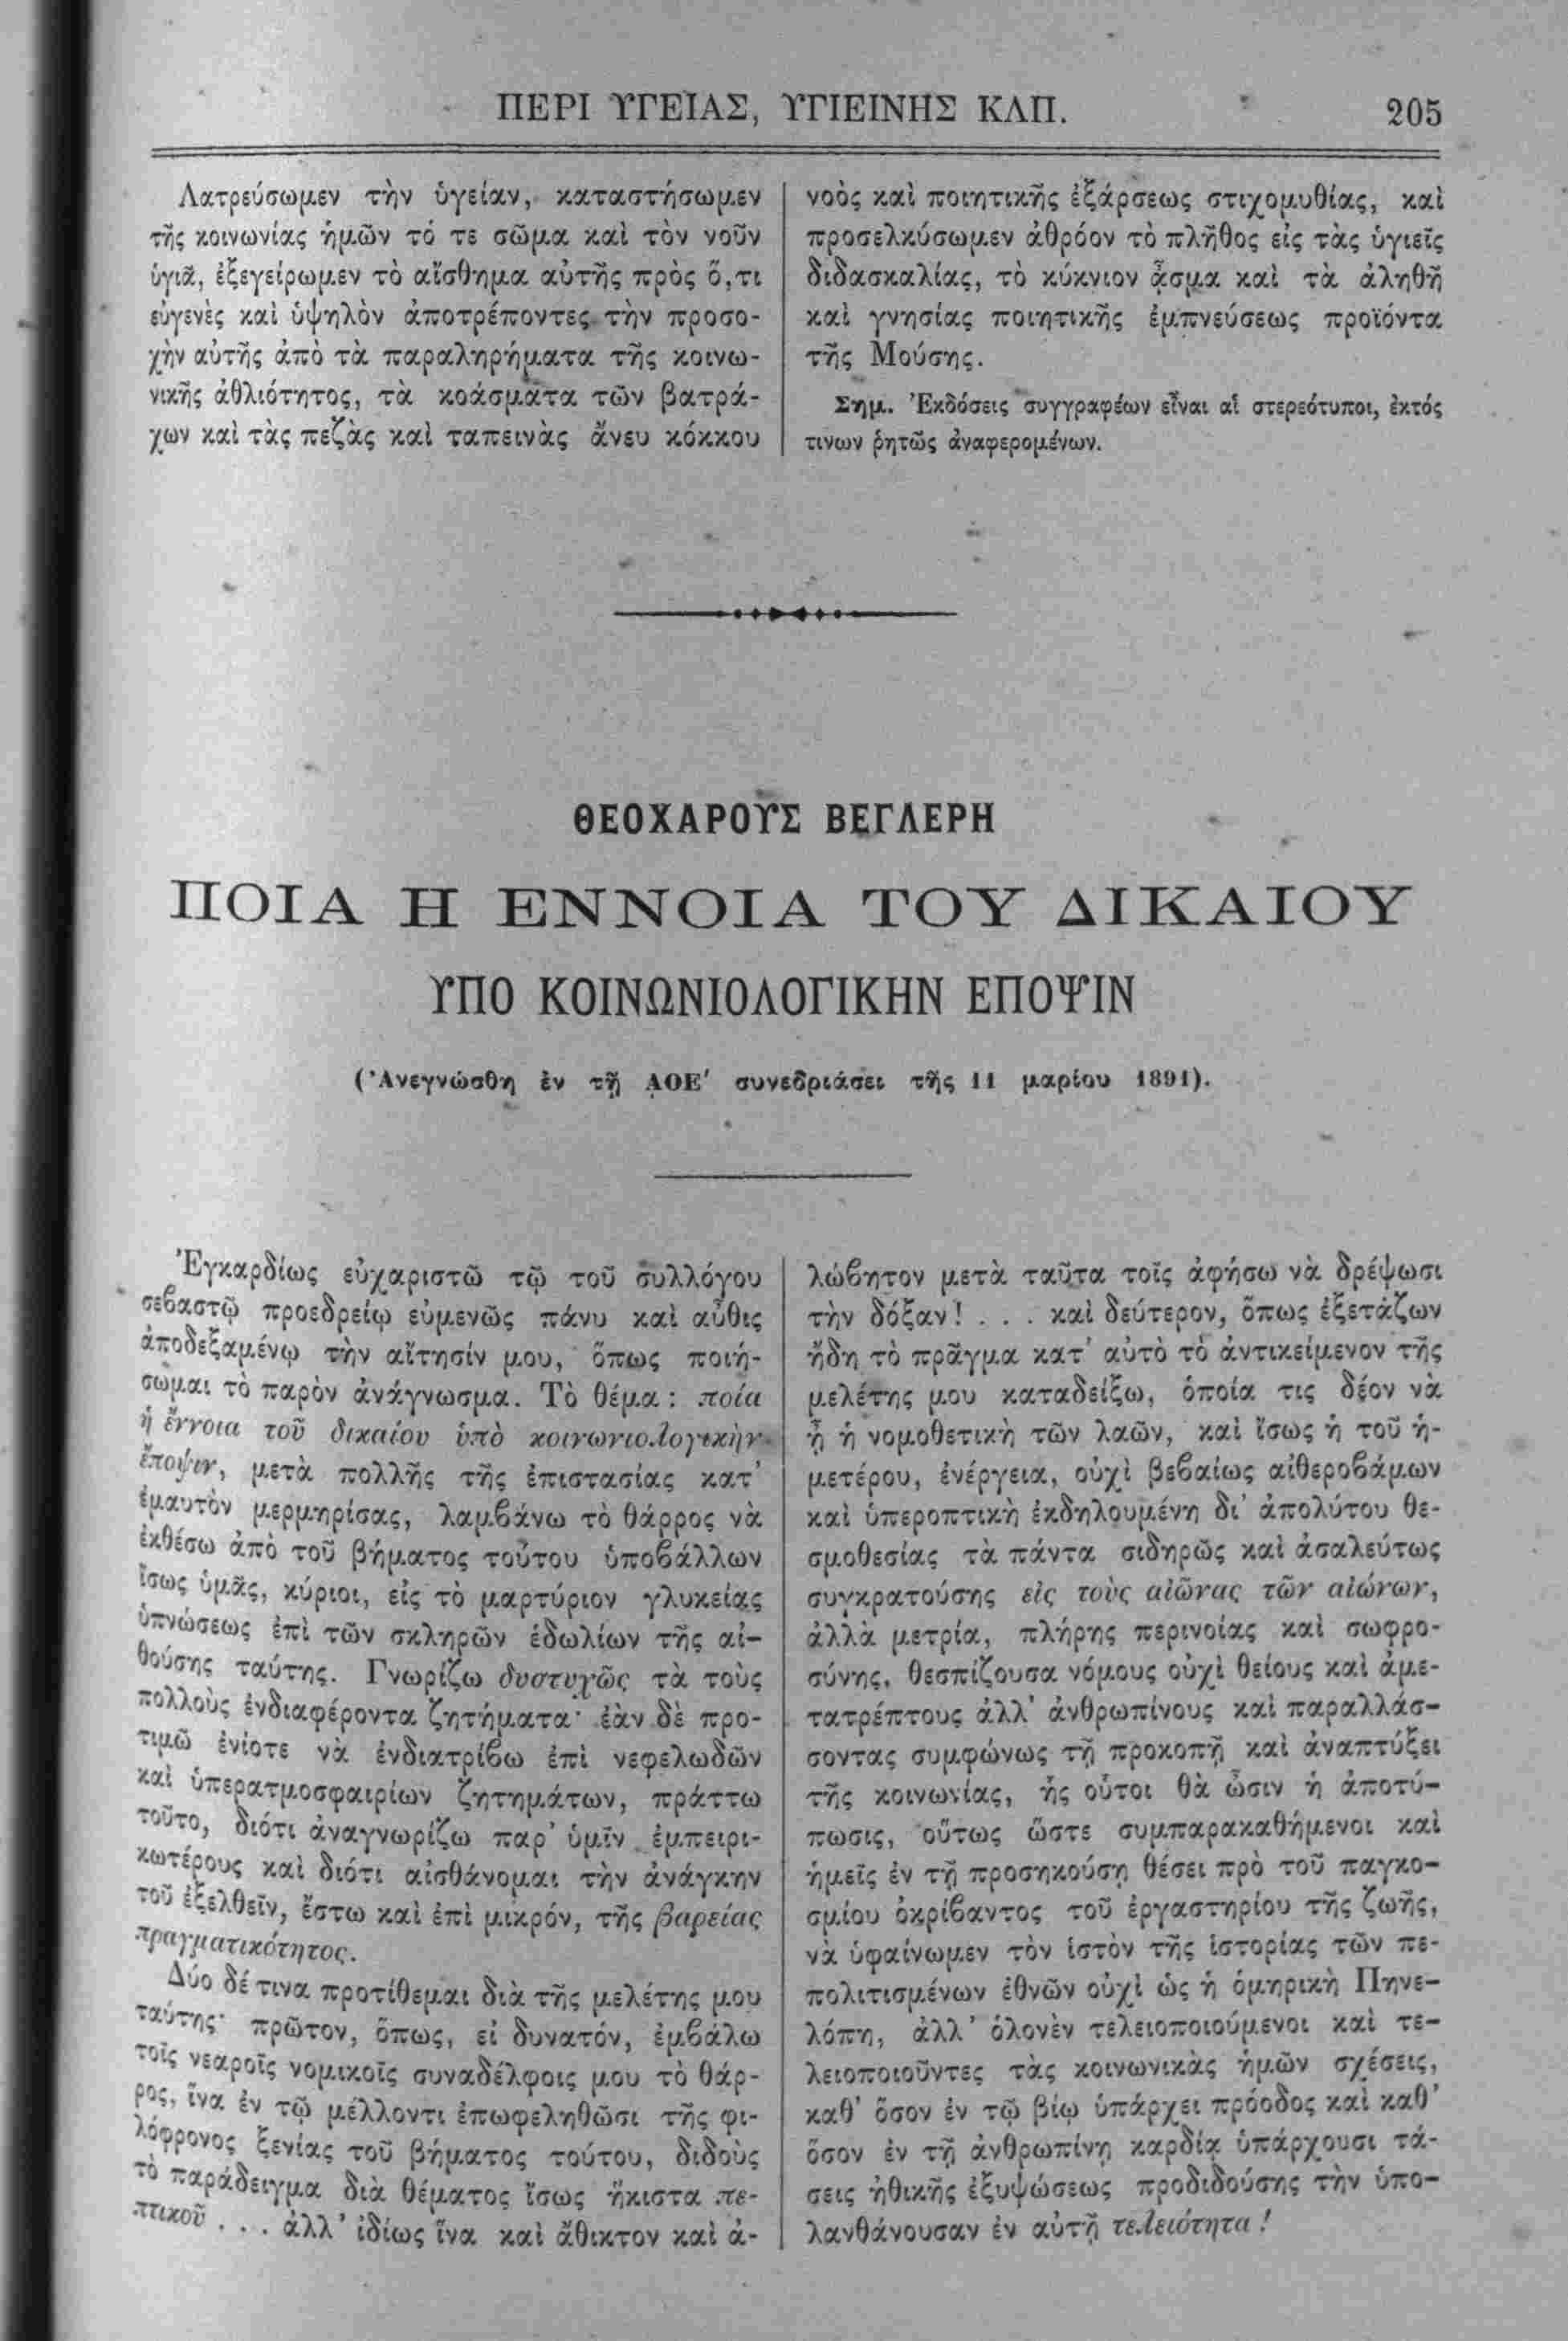 ΠΕΡΙ ΥΓΕΙΑΣ, ΥΓΙΕΙΝΗΣ ΚΛΠ.
205
Λατρεύσωμεν τὴν ὑγείαν, καταστήσωμεν
τῆς κοινωνίας ἡμῶν τό τε σῶμα καὶ τὸν νοῦν
ὑγιᾶ, ἐξεγείρωμεν τὸ αἴσθημα αὐτῆς πρὸς ὅ,τι
εὐγενὲς καὶ ὑψηλὸν ἀποτρέποντες τὴν προσο-
χὴν αὐτῆς ἀπὸ τὰ παραληρήματα τῆς κοινω-
νικῆς ἀθλιότητος, τὰ κοάσματα τῶν βατρά-
χων καὶ τὰς πεζὰς καὶ ταπεινὰς ἄνευ κόκκου
νοὸς καὶ ποιητικῆς ἐξάρσεως στιχομυθίας, καὶ
προσελκύσωμεν ἀθρόον τὸ πλῆθος εἰς τὰς ὑγιεῖς
διδασκαλίας, τὸ κύκνιον ᾆσμα καὶ τὰ ἀληθῆ
καὶ γνησίας ποιητικῆς ἐμπνεύσεως προϊόντα
τῆς Μούσης.
Σημ. Ἐκδόσεις συγγραφέων εἶναι αἱ στερεότυποι, ἐκτός
τινων ῥητῶς ἀναφερομένων.
ΘΕΟΧΑΡΟΥΣ ΒΕΓΛΕΡΗ
ΠΟΙΑ Η ΕΝΝΟΙΑ ΤΟΥ ΔΙΚΑΙΟΥ
ΥΠΟ ΚΟΙΝΩΝΙΟΛΟΓΙΚΗΝ ΕΠΟΨΙΝ
(Ἀνεγνώσθη ἐν τῇ ͵ΑΟΕ′ συνεδριάσει τῆς 11 μαρίου 1891).
Ἐγκαρδίως εὐχαριστῶ τῷ τοῦ συλλόγου
σεβαστῷ προεδρείῳ εὐμενῶς πάνυ καὶ αὖθις
ἀποδεξαμένῳ τὴν αἴτησίν μου, ὅπως ποιή-
σωμαι τὸ παρὸν ἀνάγνωσμα. Τὸ θέμα : ποία
ἡ ἔννοια τοῦ δικαίου ὑπὸ κοινωνιολογικὴν
ἔποψιν, μετὰ πολλῆς τῆς ἐπιστασίας κατ’
ἐμαυτὸν μερμηρίσας, λαμβάνω τὸ θάρρος νὰ
ἐκθέσω ἀπὸ τοῦ βήματος τούτου ὑποβάλλων
ἴσως ὑμᾶς, κύριοι, εἰς τὸ μαρτύριον γλυκείας
ὑπνώσεως ἐπὶ τῶν σκληρῶν ἑδωλίων τῆς αἰ-
θούσης ταύτης. Γνωρίζω δυστυχῶς τὰ τοὺς
πολλοὺς ἐνδιαφέροντα ζητήματα· ἐὰν δὲ προ-
τιμῶ ἐνίοτε νὰ ἐνδιατρίβω ἐπὶ νεφελωδῶν
καὶ ὑπερατμοσφαιρίων ζητημάτων, πράττω
τοῦτο, διότι ἀναγνωρίζω παρ’ ὑμῖν ἐμπειρι-
κωτέρους καὶ διότι αἰσθάνομαι τὴν ἀνάγκην
τοῦ ἐξελθεῖν, ἔστω καὶ ἐπὶ μικρόν, τῆς βαρείας
πραγματικότητος.
Δύο δέ τινα προτίθεμαι διὰ τῆς μελέτης μου
ταύτης· πρῶτον, ὅπως, εἰ δυνατόν, ἐμβάλω
τοῖς νεαροῖς νομικοῖς συναδέλφοις μου τὸ θάρ-
ρος, ἵνα ἐν τῷ μέλλοντι ἐπωφεληθῶσι τῆς φι-
λόφρονος ξενίας τοῦ βήματος τούτου, διδοὺς
τὸ παράδειγμα διὰ θέματος ἴσως ἥκιστα πε-
πτικοῦ . . . ἀλλ’ ἰδίως ἵνα καὶ ἄθικτον καὶ ἀ-
λώβητον μετὰ ταῦτα τοῖς ἀφήσω νὰ δρέψωσι
τὴν δόξαν! . . . καὶ δεύτερον, ὅπως ἐξετάζων
ἤδη τὸ πρᾶγμα κατ’ αὐτὸ τὸ ἀντικείμενον τῆς
μελέτης μου καταδείξω, ὁποία τις δέον νὰ
ᾖ ἡ νομοθετικὴ τῶν λαῶν, καὶ ἴσως ἡ τοῦ ἡ-
μετέρου, ἐνέργεια, οὐχὶ βεβαίως αἰθεροβάμων
καὶ ὑπεροπτικὴ ἐκδηλουμένη δι’ ἀπολύτου θε-
σμοθεσίας τὰ πάντα σιδηρῶς καὶ ἀσαλεύτως
συγκρατούσης εἰς τοὺς αἰῶνας τῶν αἰώνων,
ἀλλὰ μετρία, πλήρης περινοίας καὶ σωφρο-
σύνης, θεσπίζουσα νόμους οὐχὶ θείους καὶ ἀμε-
τατρέπτους ἀλλ’ ἀνθρωπίνους καὶ παραλλάσ-
σοντας συμφώνως τῇ προκοπῇ καὶ ἀναπτύξει
τῆς κοινωνίας, ἧς οὗτοι θὰ ὦσιν ἡ ἀποτύ-
πωσις, οὕτως ὥστε συμπαρακαθήμενοι καὶ
ἡμεῖς ἐν τῇ προσηκούσῃ θέσει πρὸ τοῦ παγκο-
σμίου ὀκρίβαντος τοῦ ἐργαστηρίου τῆς ζωῆς,
νὰ ὑφαίνωμεν τὸν ἱστὸν τῆς ἱστορίας τῶν πε-
πολιτισμένων ἐθνῶν οὐχὶ ὡς ἡ ὁμηρικὴ Πηνε-
λόπη, ἀλλ’ ὁλονὲν τελειοποιούμενοι καὶ τε-
λειοποιοῦντες τὰς κοινωνικὰς ἡμῶν σχέσεις,
καθ’ ὅσον ἐν τῷ βίῳ ὑπάρχει πρόοδος καὶ καθ’
ὅσον ἐν τῇ ἀνθρωπίνῃ καρδίᾳ ὑπάρχουσι τά-
σεις ἠθικῆς ἐξυψώσεως προδιδούσης τὴν ὑπο-
λανθάνουσαν ἐν αὐτῇ τελειότητα !